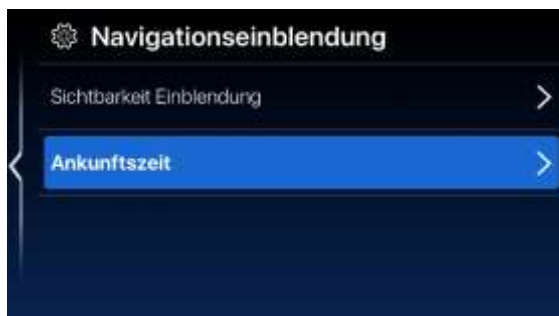 Navigationseinblendung
Sichtbarkeit Einblendung
Ankunftszeit